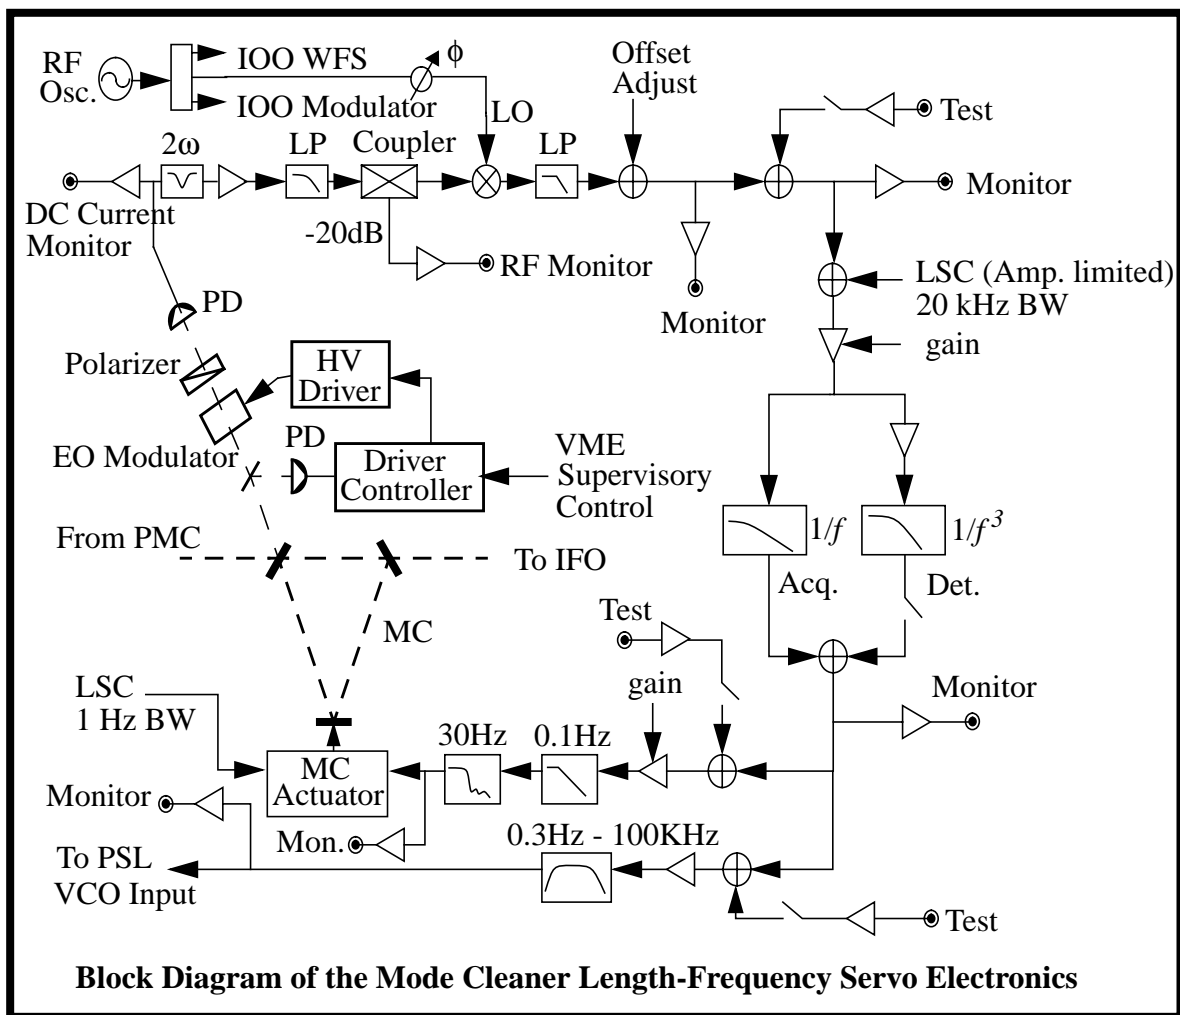 RF
Osc.
IOO WFS
IOO Modulator
ϕ
LO
Offset
Adjust
Test
2ω
LP
Coupler
LP
Monitor
DC Current
Monitor
-20dB
RF Monitor
Monitor
LSC (Amp. limited)
20 kHz BW
gain
PD
Polarizer
HV
Driver
EO Modulator
PD
Driver
Controller
VME
Supervisory
Control
From PMC
To IFO
1/f
1/f³
Acq.
Det.
MC
Test
gain
LSC
1 Hz BW
Monitor
30Hz
0.1Hz
MC
Actuator
Monitor
Mon.
0.3Hz - 100KHz
To PSL
VCO Input
Test
Block Diagram of the Mode Cleaner Length-Frequency Servo Electronics